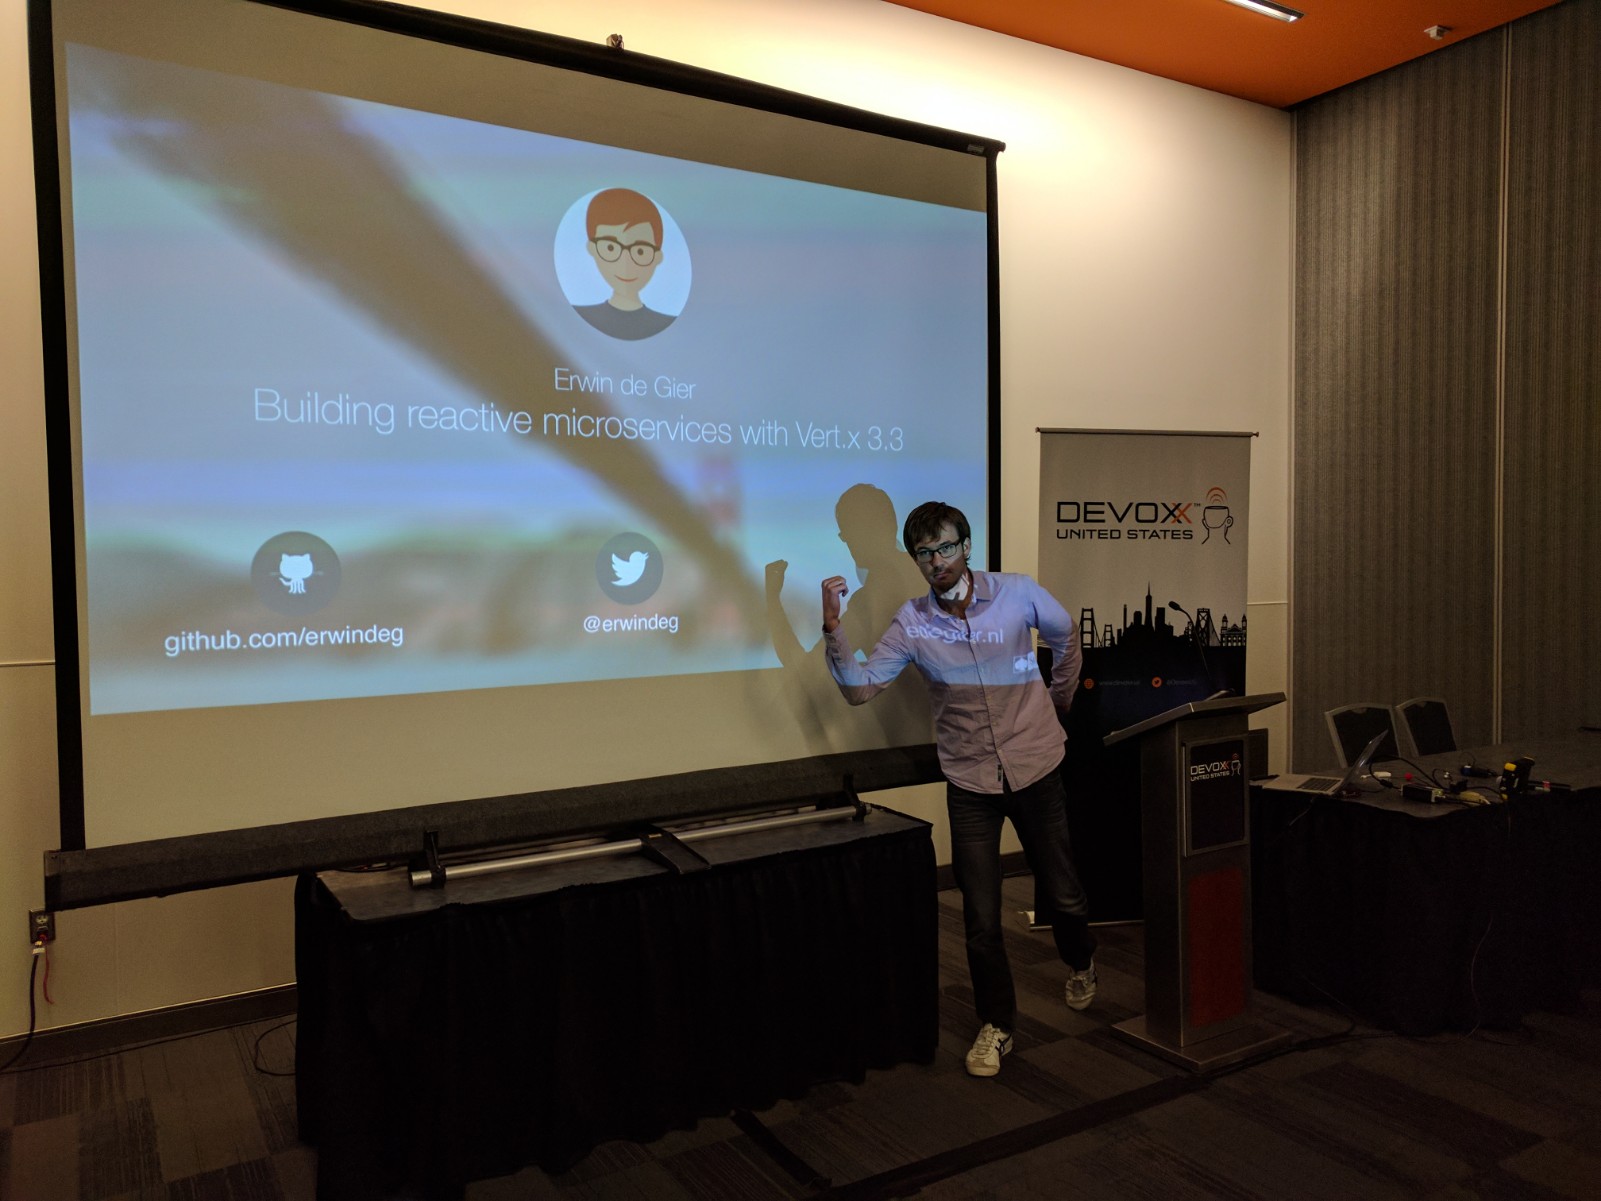 Erwin de Gier
Building reactive microservices with Vert.x 3.3
github.com/erwindeg
@erwindeg
DEVOXX™
UNITED STATES
DEVOXX
UNITED STATES